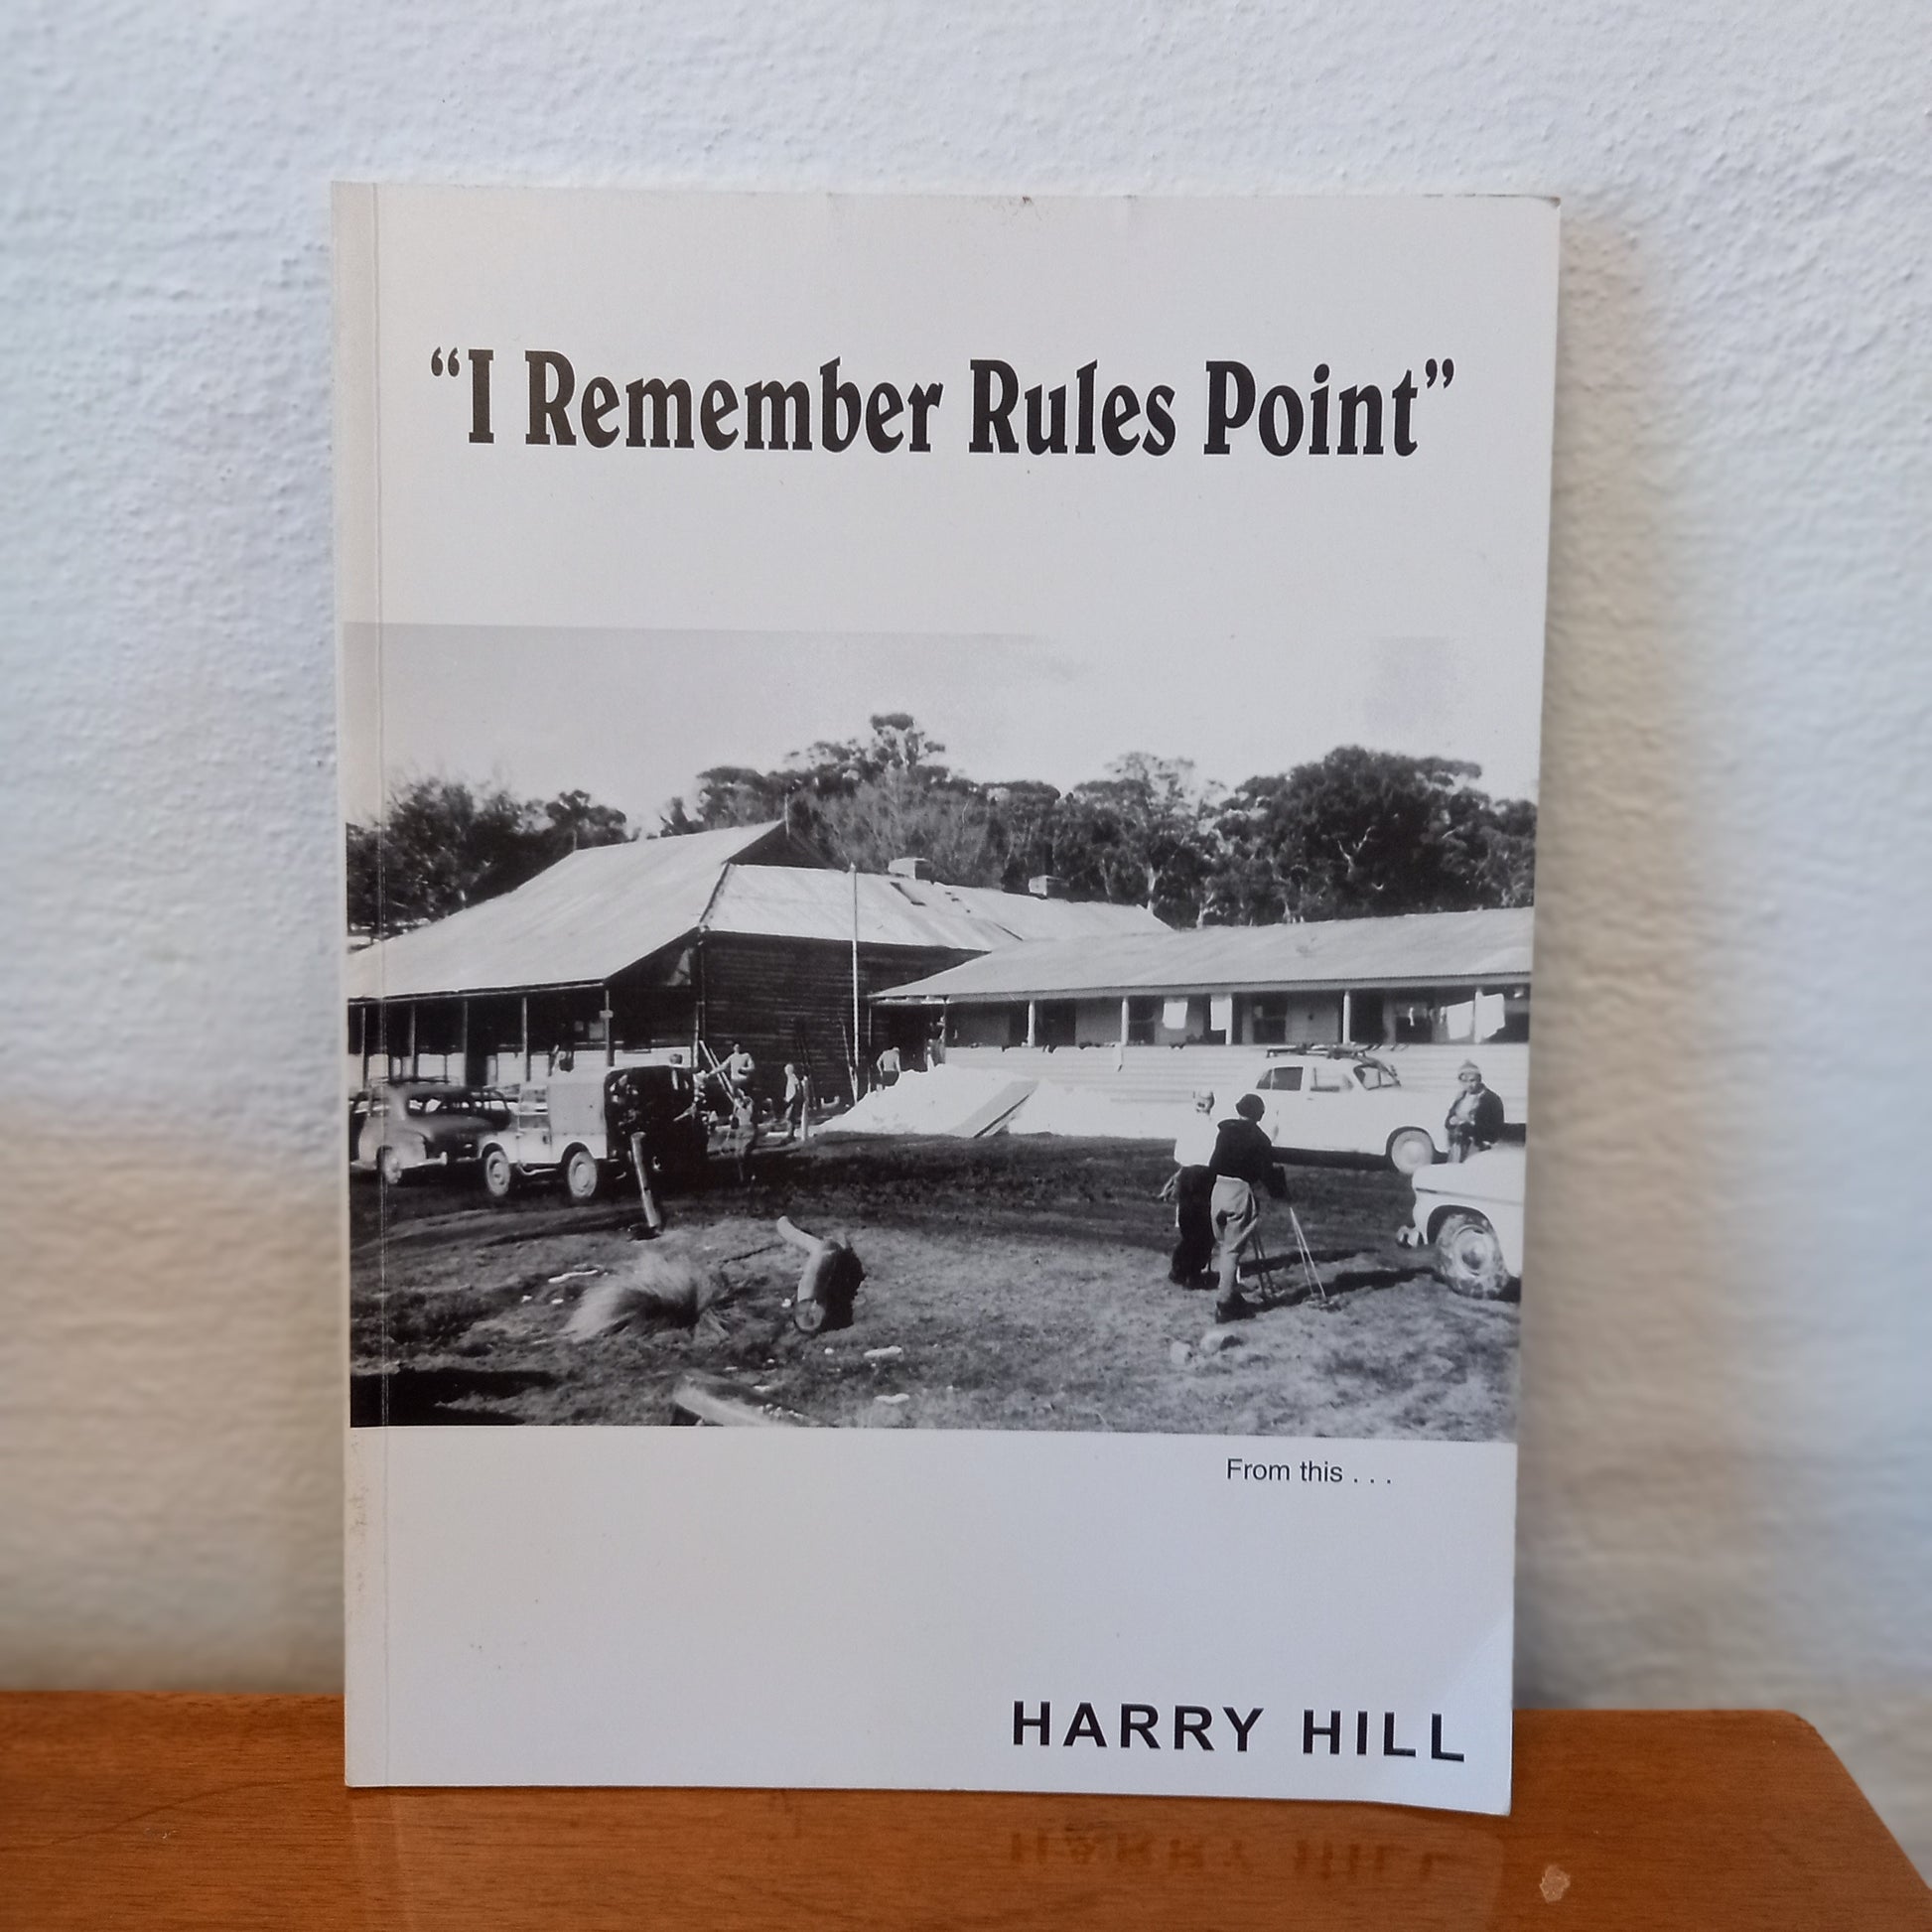 “I Remember Rules Point”
From this . . .
HARRY HILL